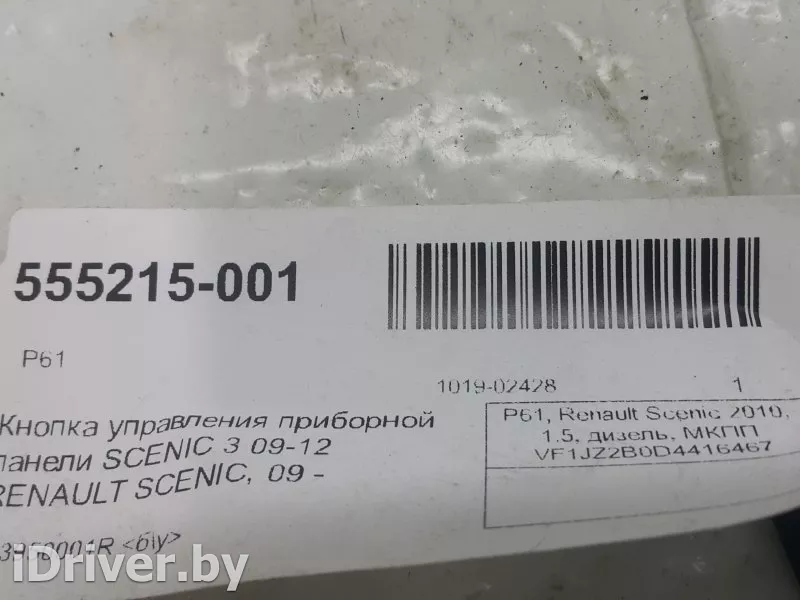 555215-001
P61
1019-02428 1
Кнопка управления приборной
панели SCENIC 3 09-12
RENAULT SCENIC, 09 -
P61, Renault Scenic 2010,
1.5, дизель, МКПП
VF1JZ2B0D4416467
<б\у>
iDriver.by